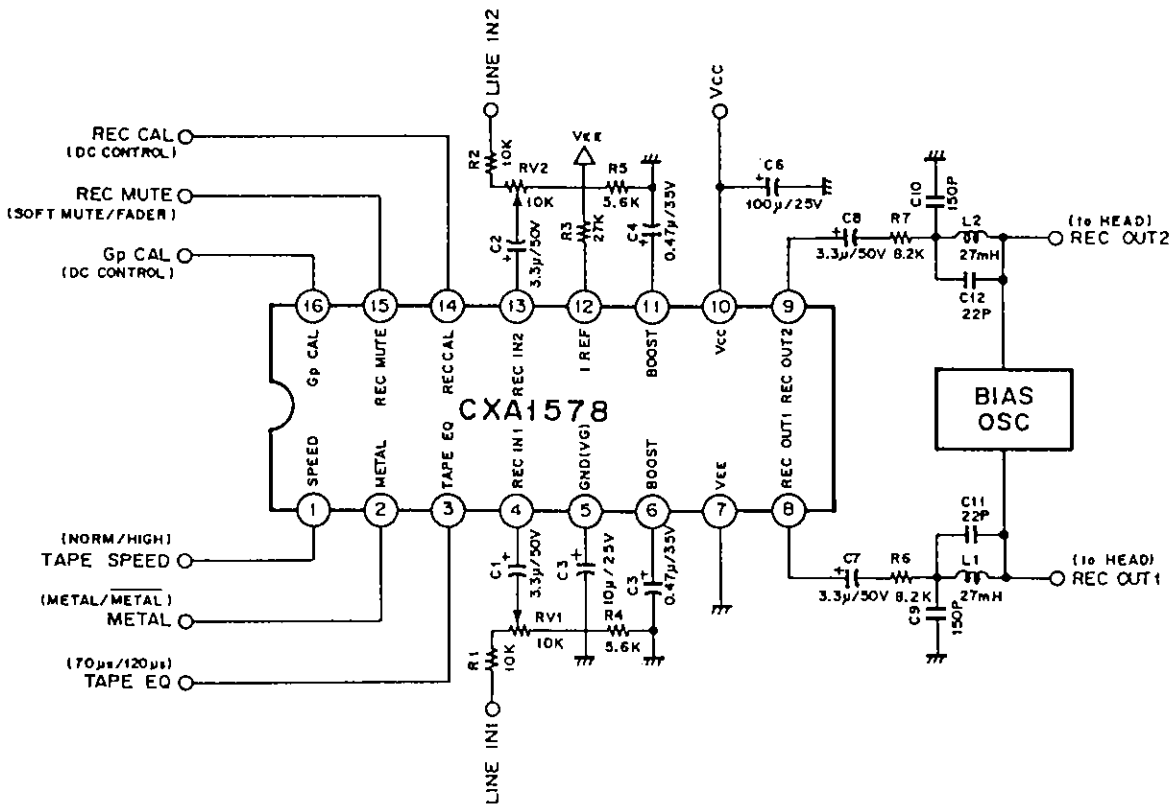 LINE IN2
VCC
REC CAL
(DC CONTROL)
REC MUTE
(SOFT MUTE/FADER)
Gp CAL
(DC CONTROL)
R2
10K
RV2
10K
C2
3.3µ/50V
VEE
R3
27K
R5
5.6K
C4
0.47µ/35V
C6
100µ/25V
C8
3.3µ/50V
R7
8.2K
C10
150P
L2
27mH
C12
22P
(to HEAD)
REC OUT2
16
15
14
13
12
11
10
9
Gp CAL
REC MUTE
REC CAL
REC IN2
I REF
BOOST
VCC
REC OUT2
CXA1578
SPEED
METAL
TAPE EQ
REC IN1
GND(VG)
BOOST
VEE
REC OUT1
1
2
3
4
5
6
7
8
BIAS
OSC
(NORM/HIGH)
TAPE SPEED
(METAL/METAL)
METAL
(70µs/120µs)
TAPE EQ
C1
3.3µ/50V
C3
10µ/25V
C3
0.47µ/35V
RV1
10K
R4
5.6K
R1
10K
LINE IN1
C7
3.3µ/50V
R6
8.2K
C11
22P
L1
27mH
C9
150P
(to HEAD)
REC OUT1